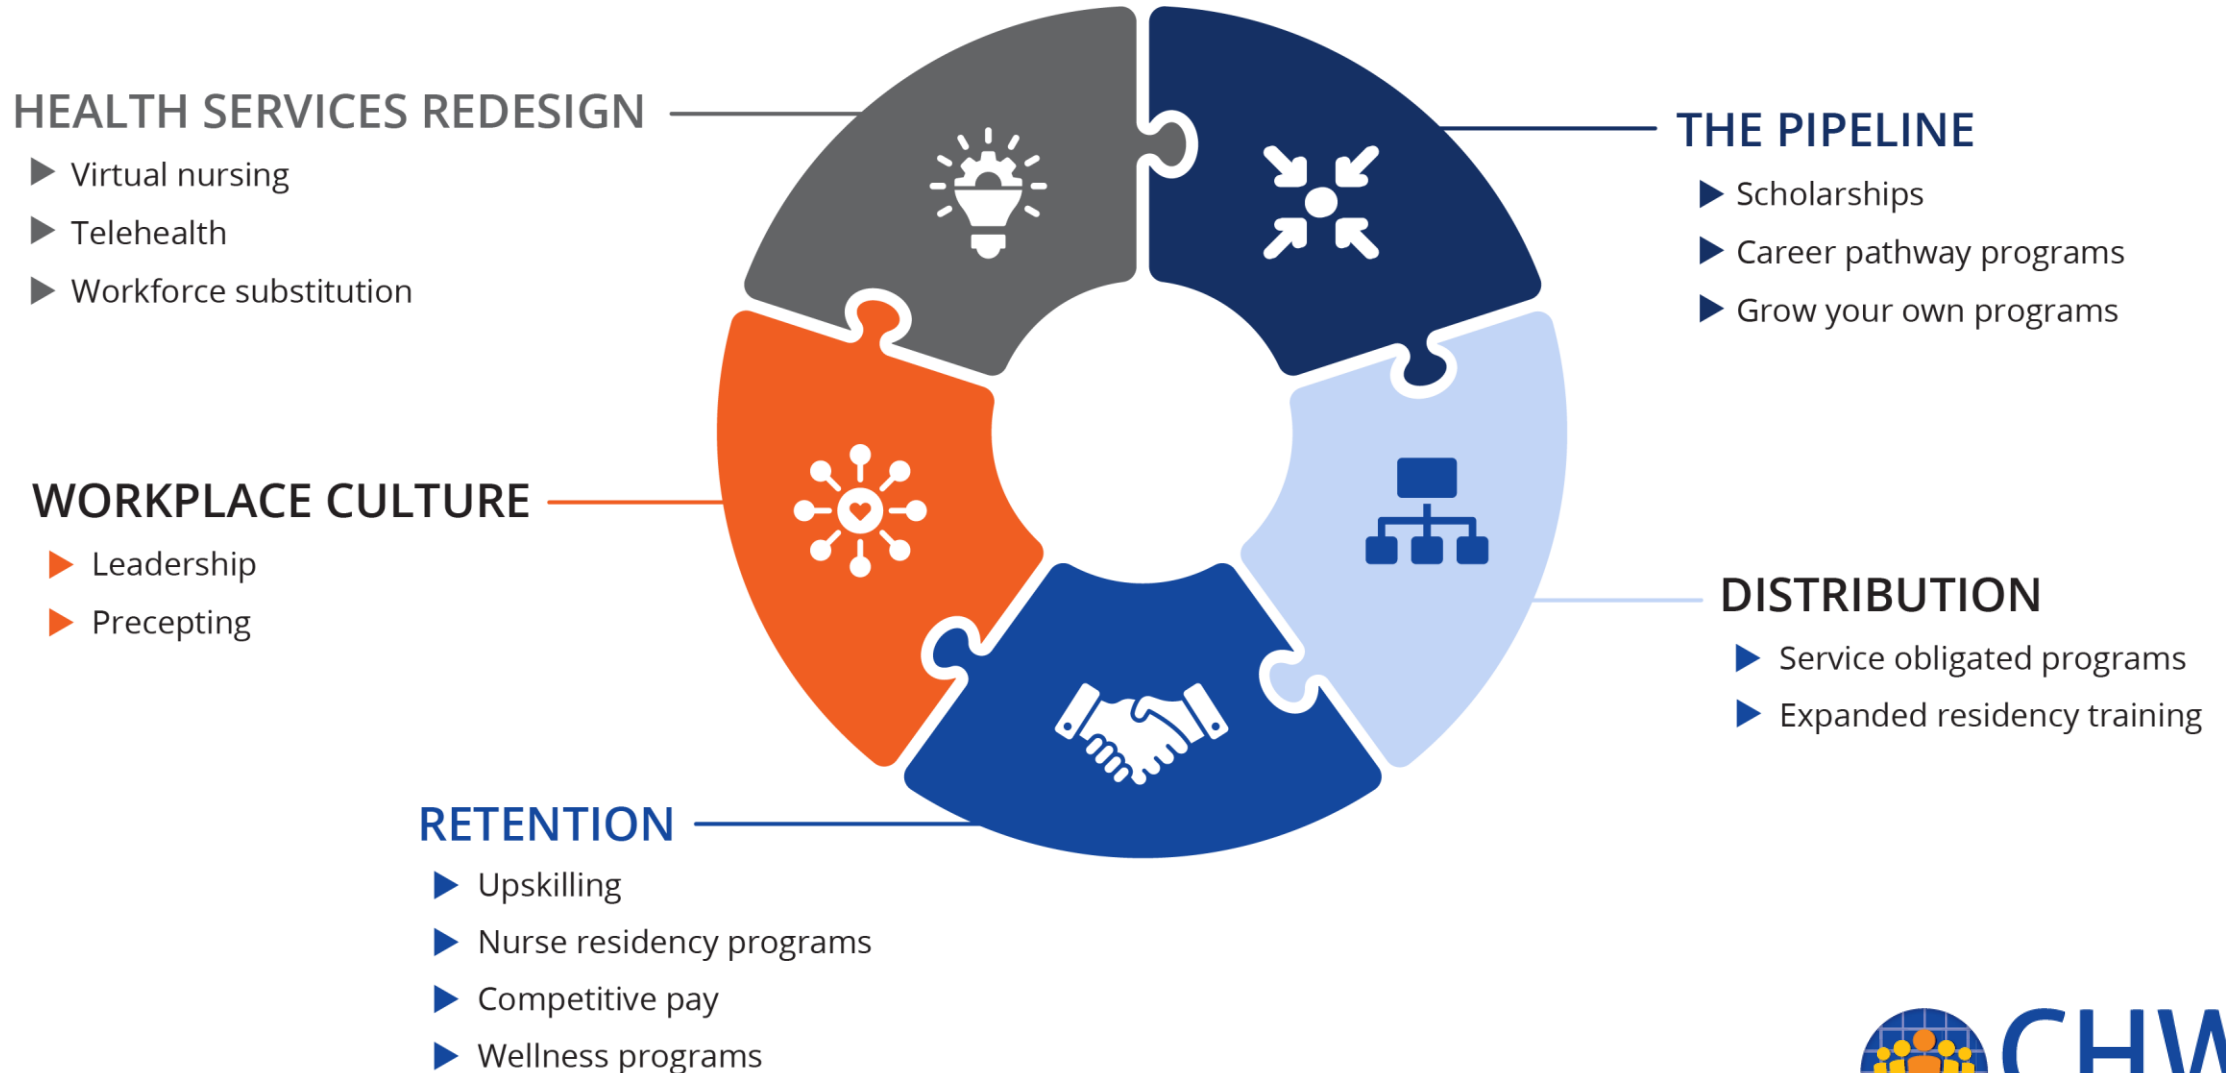 HEALTH SERVICES REDESIGN
Virtual nursing
Telehealth
Workforce substitution
THE PIPELINE
Scholarships
Career pathway programs
Grow your own programs
WORKPLACE CULTURE
Leadership
Precepting
DISTRIBUTION
Service obligated programs
Expanded residency training
RETENTION
Upskilling
Nurse residency programs
Competitive pay
Wellness programs
CHW